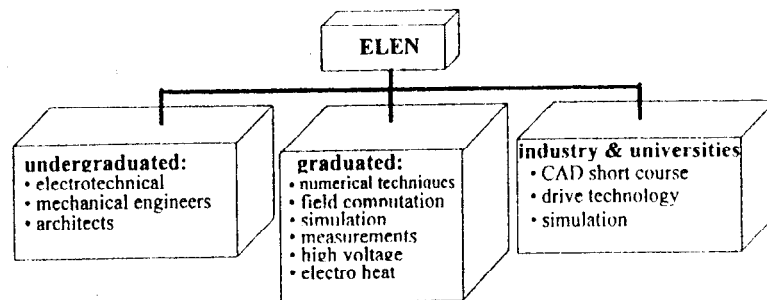 ELEN
undergraduated:
• electrotechnical
• mechanical engineers
• architects
graduated:
• numerical techniques
• field computation
• simulation
• measurements
• high voltage
• electro heat
industry & universities
• CAD short course
• drive technology
• simulation